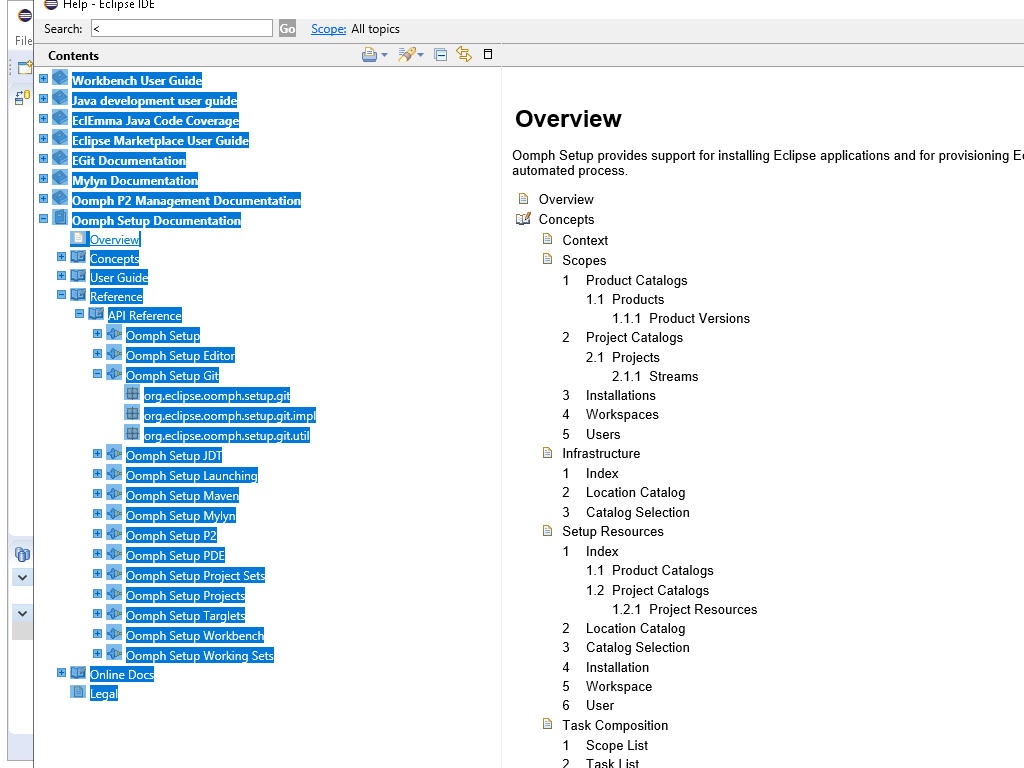 Help - Eclipse IDE
File
Search: < Go Scope: All topics
Contents
Workbench User Guide
Java development user guide
EclEmma Java Code Coverage
Eclipse Marketplace User Guide
EGit Documentation
Mylyn Documentation
Oomph P2 Management Documentation
Oomph Setup Documentation
Overview
Concepts
User Guide
Reference
API Reference
Oomph Setup
Oomph Setup Editor
Oomph Setup Git
org.eclipse.oomph.setup.git
org.eclipse.oomph.setup.git.impl
org.eclipse.oomph.setup.git.util
Oomph Setup JDT
Oomph Setup Launching
Oomph Setup Maven
Oomph Setup Mylyn
Oomph Setup P2
Oomph Setup PDE
Oomph Setup Project Sets
Oomph Setup Projects
Oomph Setup Targlets
Oomph Setup Workbench
Oomph Setup Working Sets
Online Docs
Legal
Overview
Oomph Setup provides support for installing Eclipse applications and for provisioning Ec
automated process.
Overview
Concepts
Context
Scopes
1 Product Catalogs
1.1 Products
1.1.1 Product Versions
2 Project Catalogs
2.1 Projects
2.1.1 Streams
3 Installations
4 Workspaces
5 Users
Infrastructure
1 Index
2 Location Catalog
3 Catalog Selection
Setup Resources
1 Index
1.1 Product Catalogs
1.2 Project Catalogs
1.2.1 Project Resources
2 Location Catalog
3 Catalog Selection
4 Installation
5 Workspace
6 User
Task Composition
1 Scope List
2 Task List